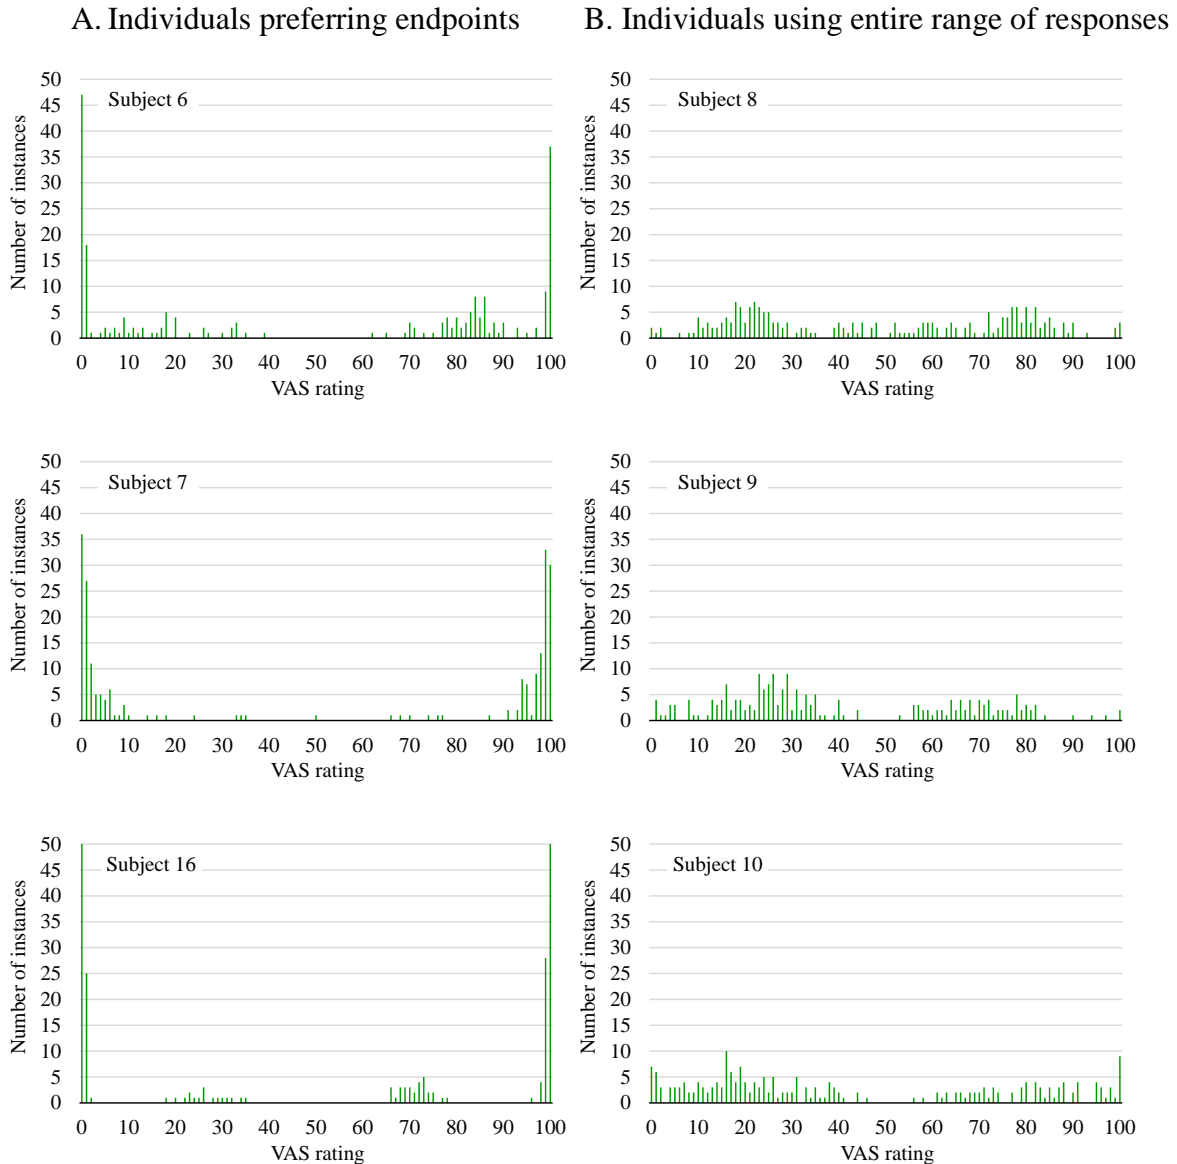 A. Individuals preferring endpoints
B. Individuals using entire range of responses
50
45
40
35
30
25
20
15
10
5
0
Number of instances
Subject 6
0 10 20 30 40 50 60 70 80 90 100
VAS rating
50
45
40
35
30
25
20
15
10
5
0
Number of instances
Subject 8
0 10 20 30 40 50 60 70 80 90 100
VAS rating
50
45
40
35
30
25
20
15
10
5
0
Number of instances
Subject 7
0 10 20 30 40 50 60 70 80 90 100
VAS rating
50
45
40
35
30
25
20
15
10
5
0
Number of instances
Subject 9
0 10 20 30 40 50 60 70 80 90 100
VAS rating
50
45
40
35
30
25
20
15
10
5
0
Number of instances
Subject 16
0 10 20 30 40 50 60 70 80 90 100
VAS rating
50
45
40
35
30
25
20
15
10
5
0
Number of instances
Subject 10
0 10 20 30 40 50 60 70 80 90 100
VAS rating